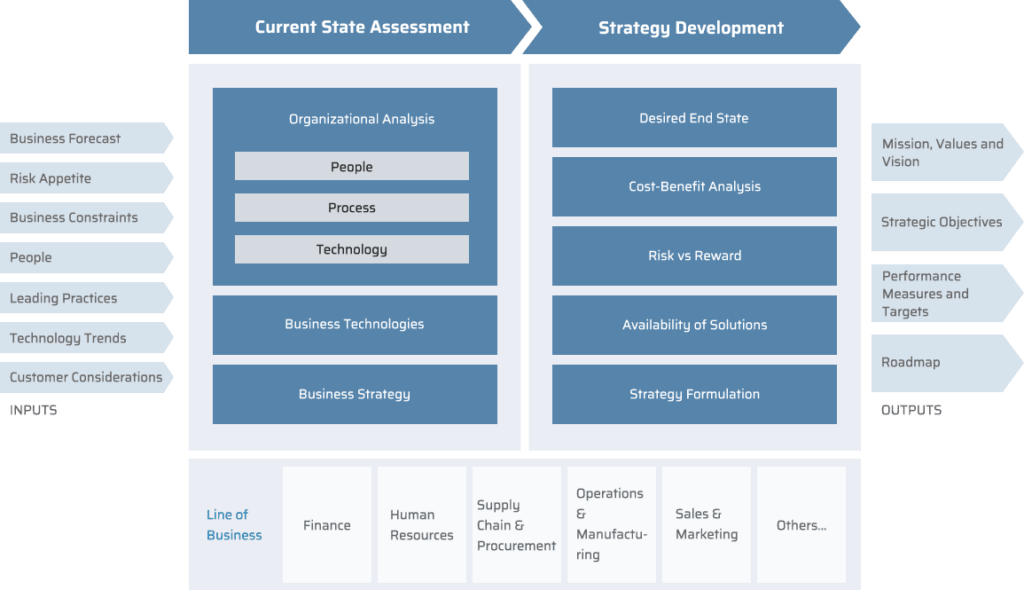 Current State Assessment
Strategy Development
Business Forecast
Risk Appetite
Business Constraints
People
Leading Practices
Technology Trends
Customer Considerations
INPUTS
Organizational Analysis
People
Process
Technology
Business Technologies
Business Strategy
Desired End State
Cost-Benefit Analysis
Risk vs Reward
Availability of Solutions
Strategy Formulation
Mission, Values and
Vision
Strategic Objectives
Performance
Measures and
Targets
Roadmap
OUTPUTS
Line of
Business
Finance
Human
Resources
Supply
Chain &
Procurement
Operations
&
Manufactu-
ring
Sales &
Marketing
Others...